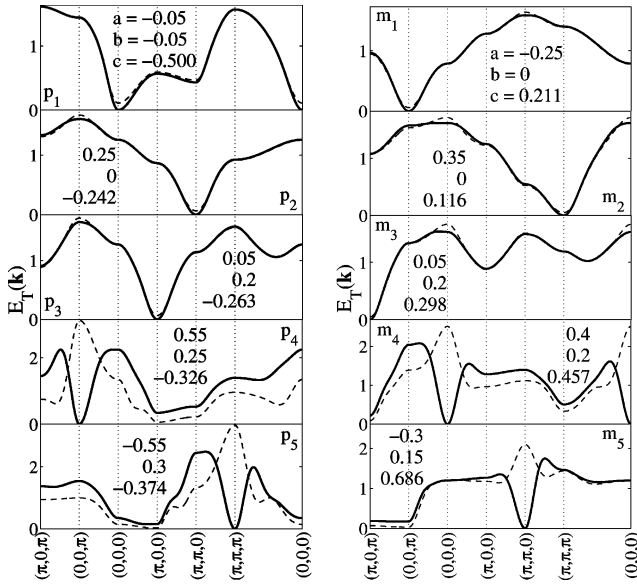 E_T(k)
1
0
p₁
a = −0.05
b = −0.05
c = −0.500
1
0
0.25
0
−0.242
p₂
1
0
p₃
0.05
0.2
−0.263
2
1
0
0.55
0.25
−0.326
p₄
2
0
−0.55
0.3
−0.374
p₅
(π,0,π)
(0,0,π)
(0,0,0)
(π,0,0)
(π,π,0)
(π,π,π)
(0,0,0)
E_T(k)
1
0
m₁
a = −0.25
b = 0
c = 0.211
1
0
0.35
0
0.116
m₂
1
0
m₃
0.05
0.2
0.298
2
1
0
m₄
0.4
0.2
0.457
2
0
−0.3
0.15
0.686
m₅
(π,0,π)
(0,0,π)
(0,0,0)
(π,0,0)
(π,π,0)
(π,π,π)
(0,0,0)